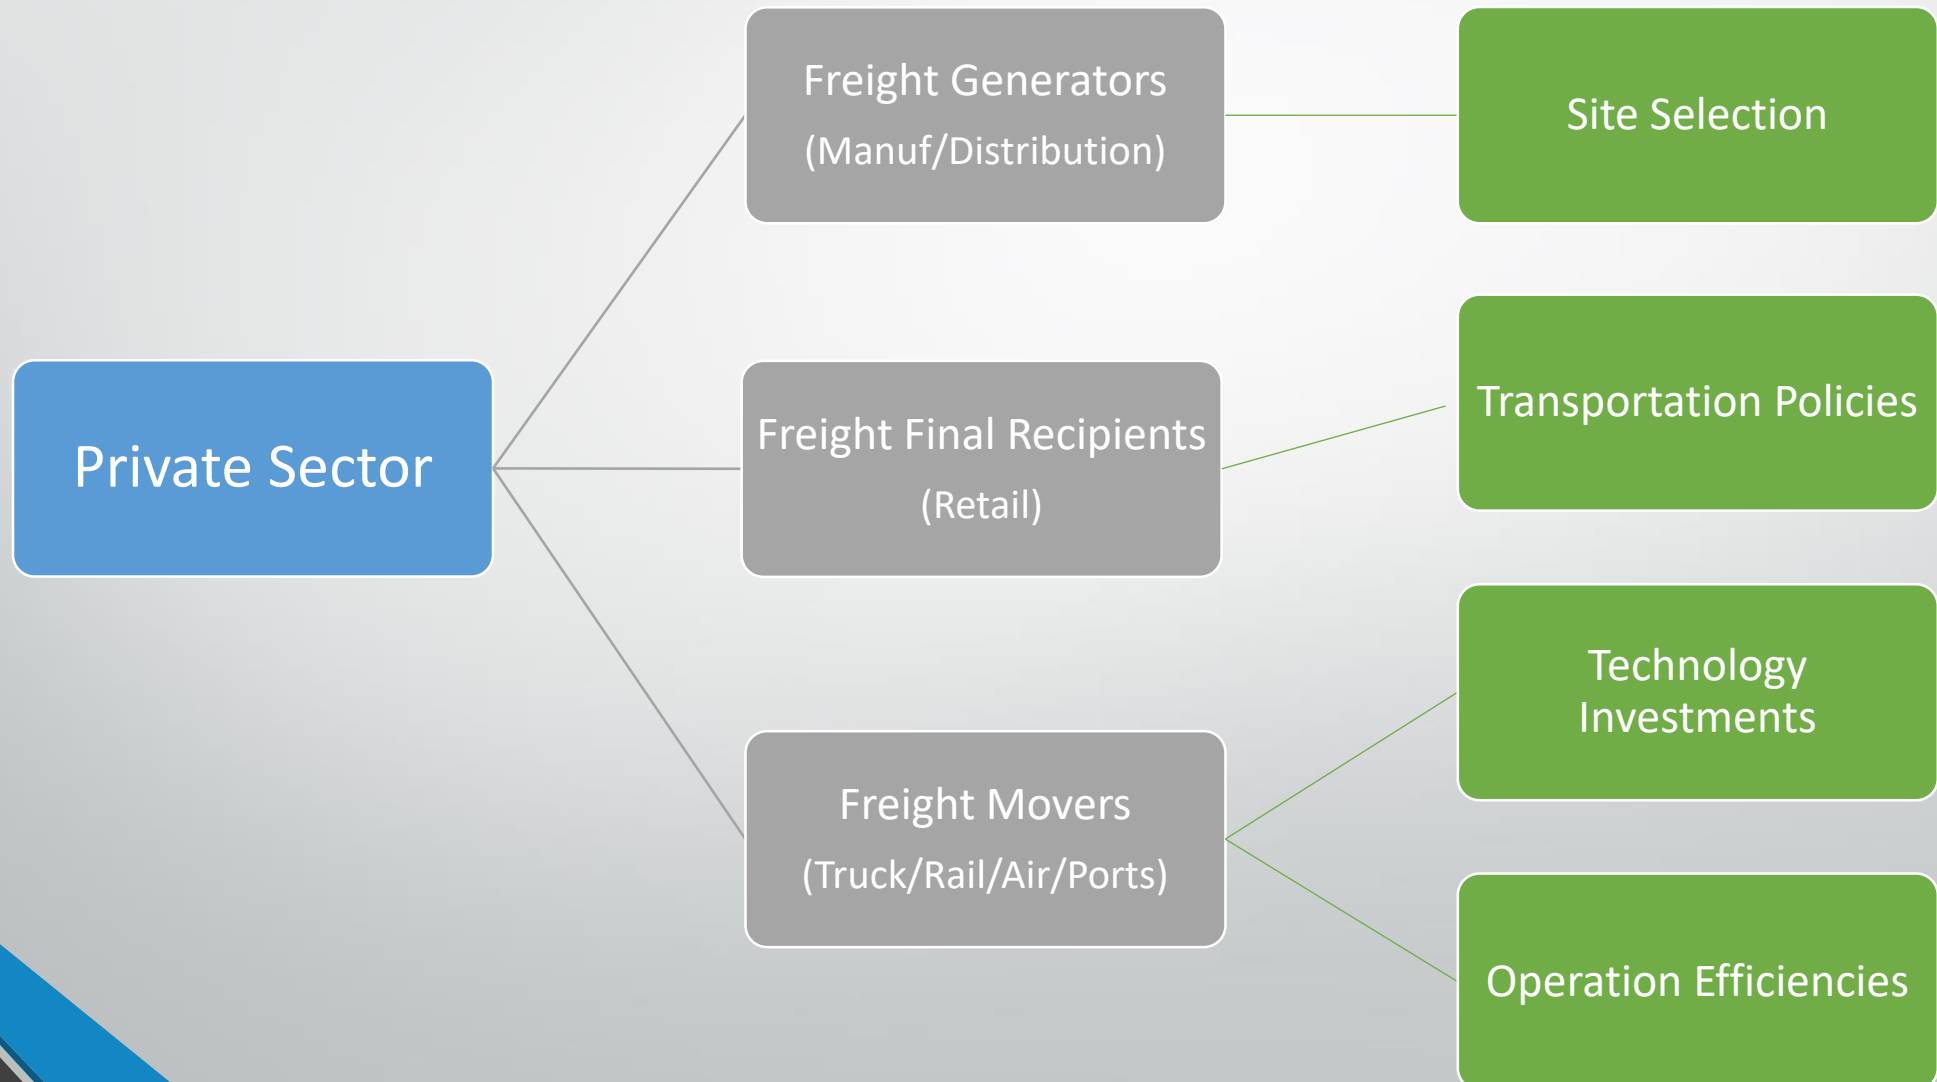 Private Sector
Freight Generators
(Manuf/Distribution)
Freight Final Recipients
(Retail)
Freight Movers
(Truck/Rail/Air/Ports)
Site Selection
Transportation Policies
Technology
Investments
Operation Efficiencies